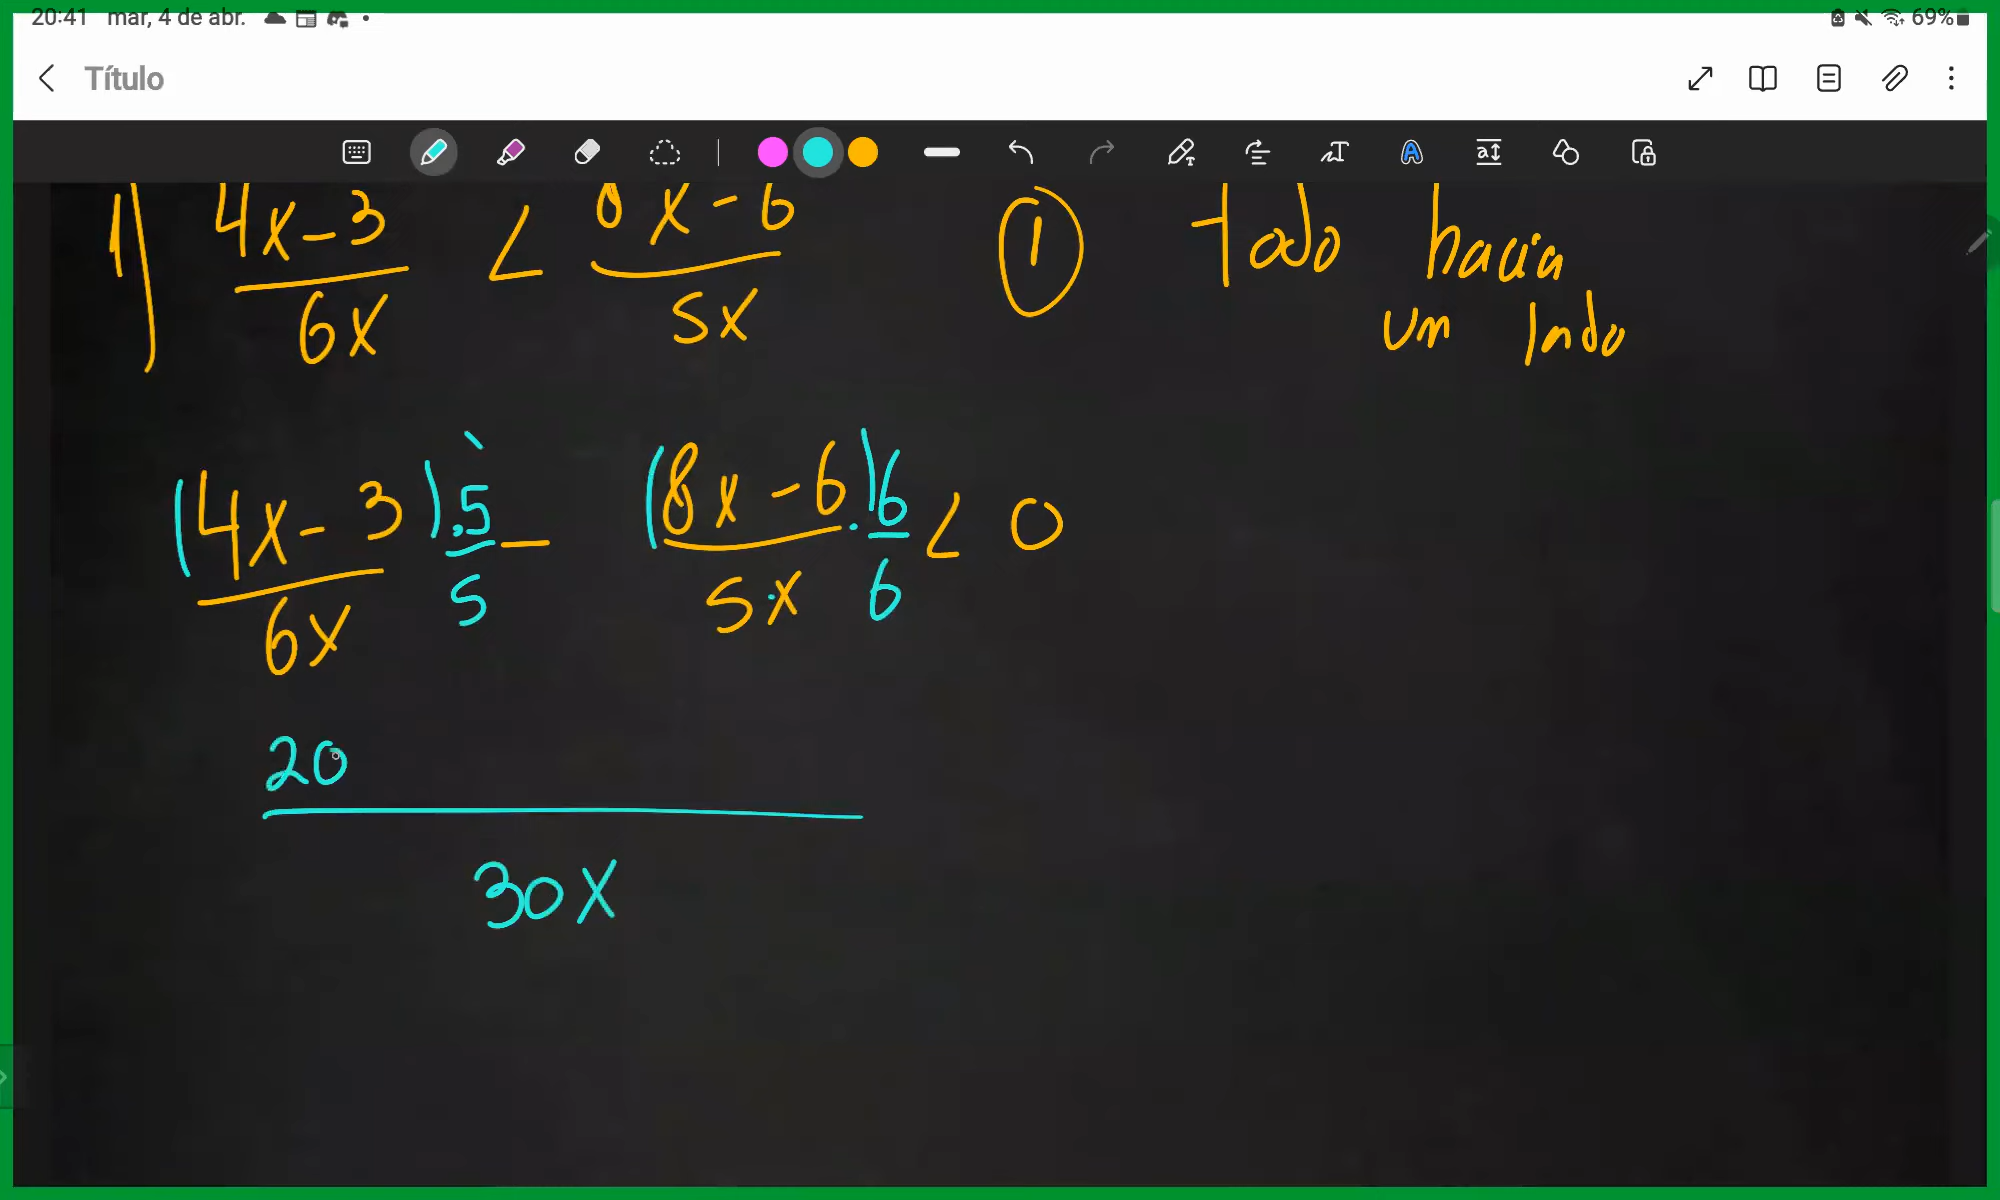 20:41 mar, 4 de abr. 69%
Título
1) 4x-3 / 6x < 8x-6 / 5x ① todo hacia
un lado
(4x-3).5 / 6x 5 - (8x-6).6 / 5x 6 < 0
20
30x